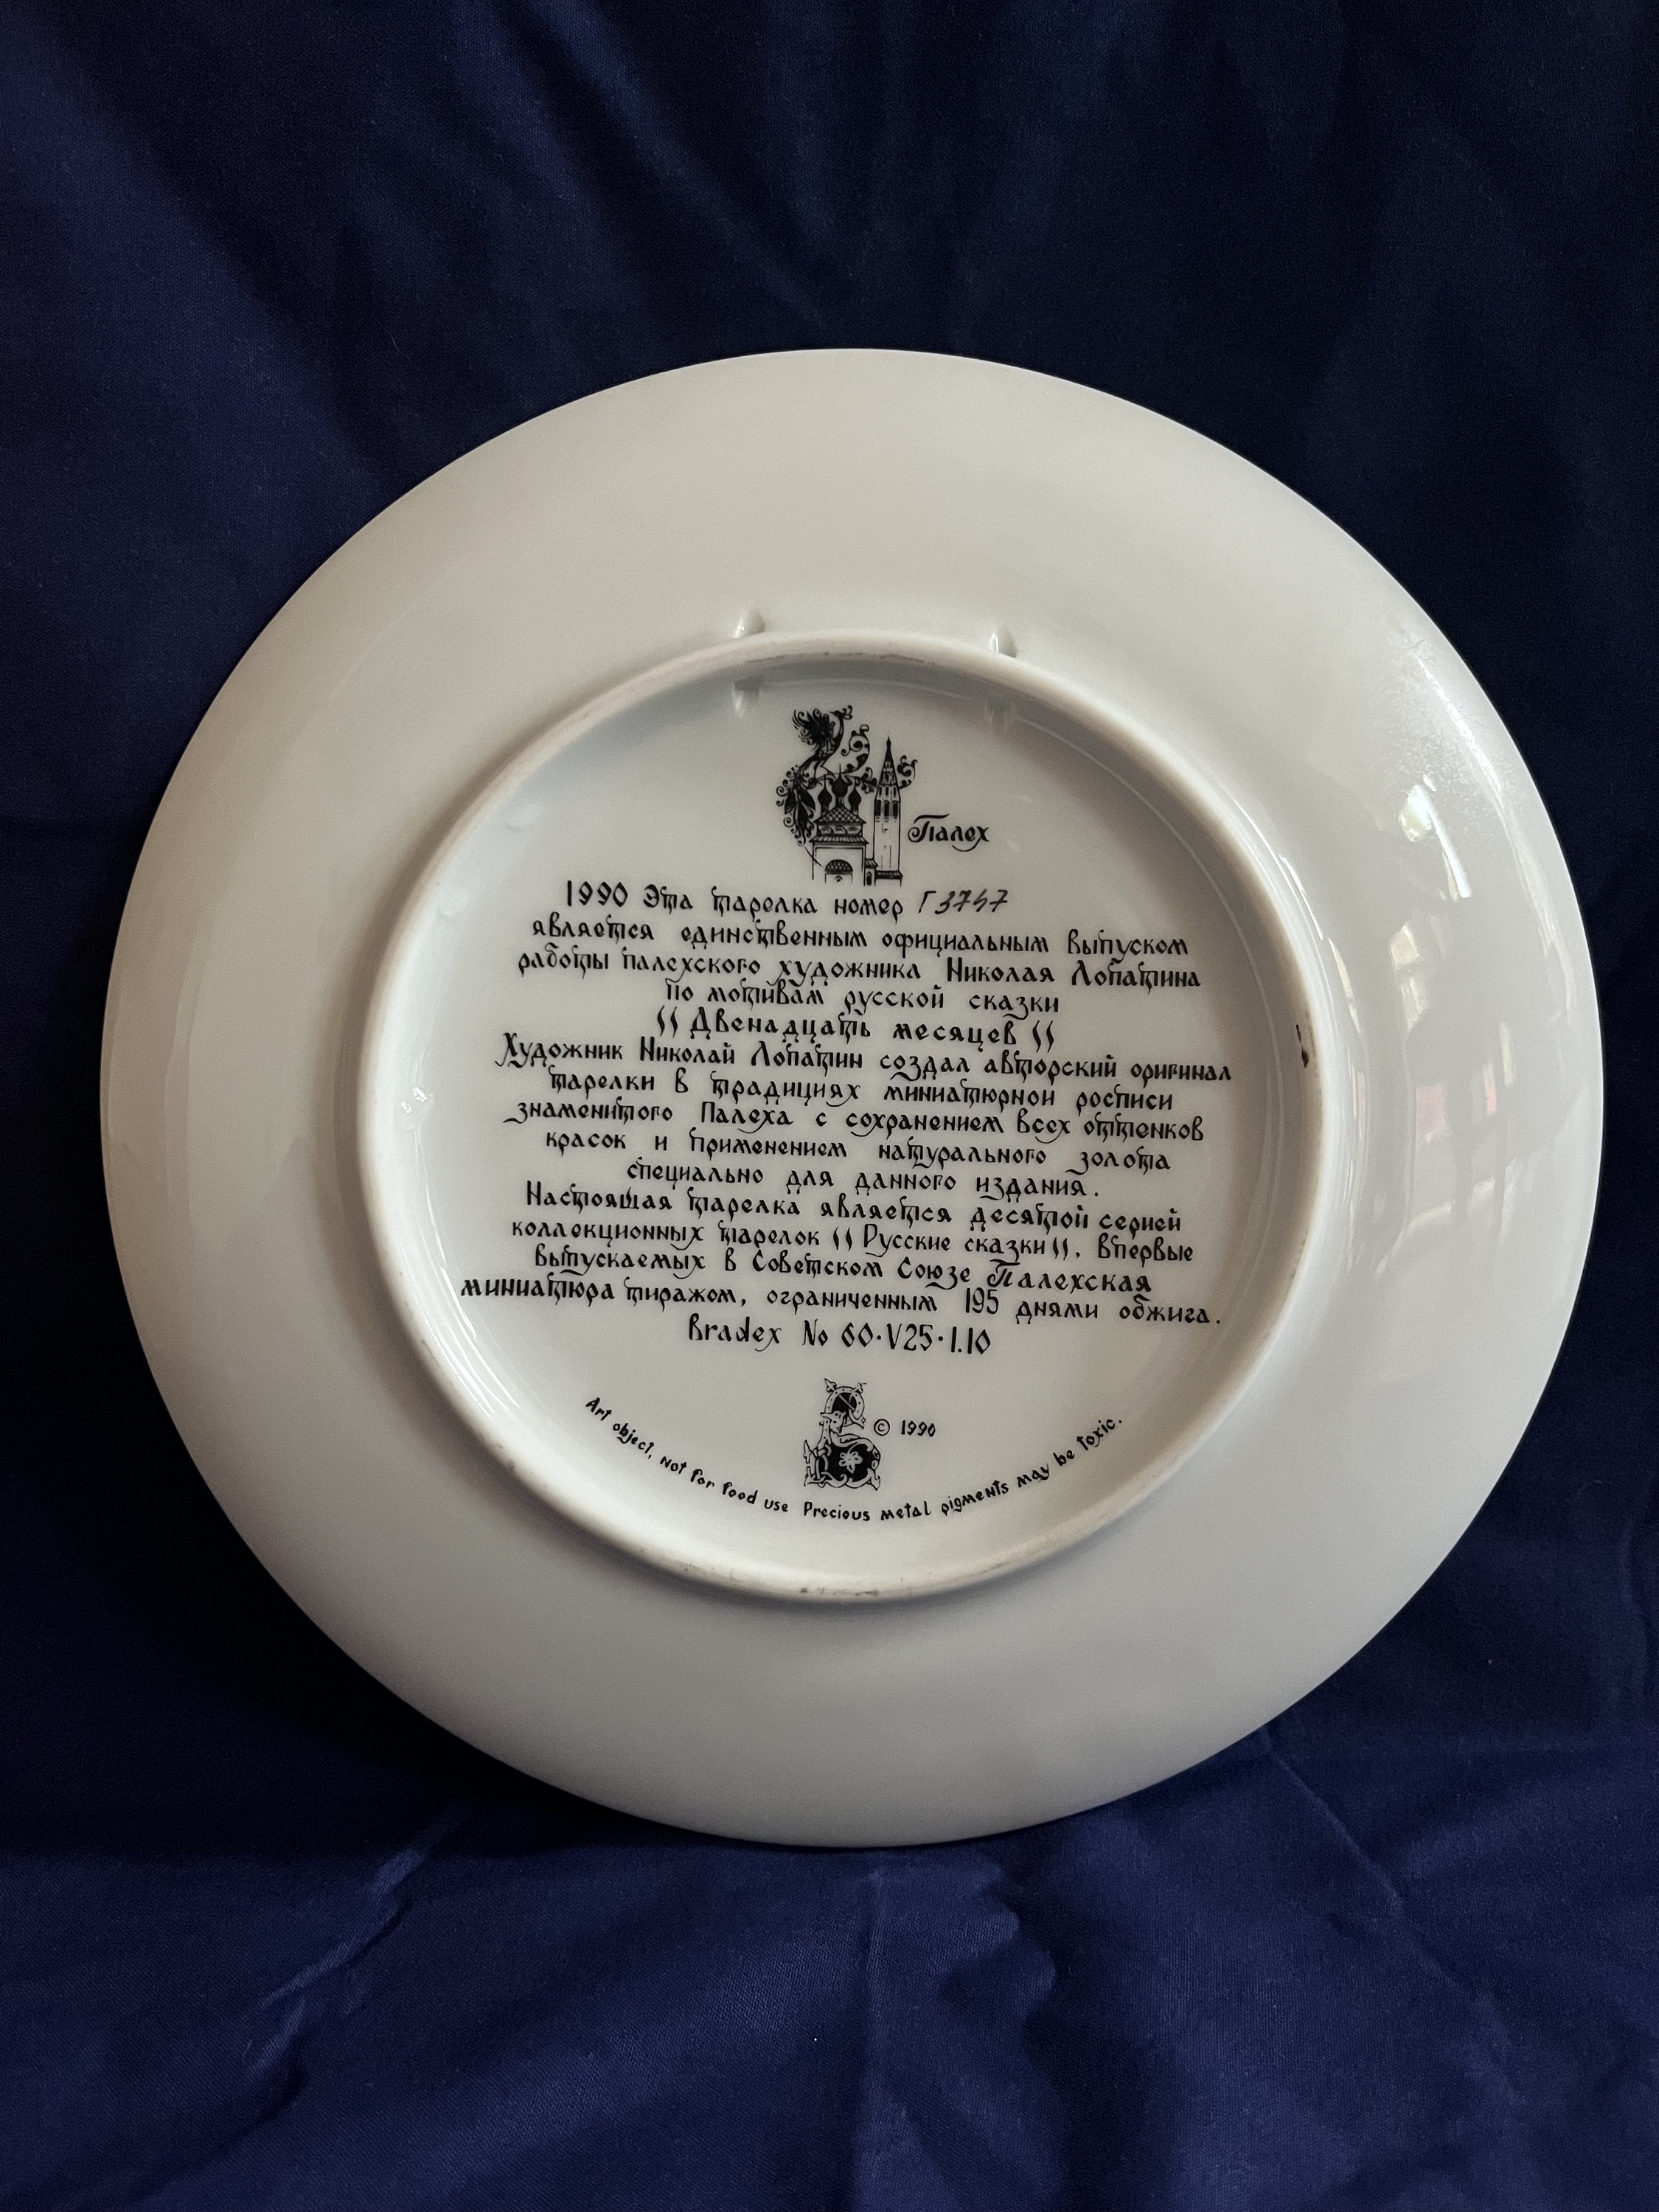 Палех
1990 Эта тарелка номер Г3747
является единственным официальным выпуском
работы палехского художника Николая Лопатина
по мотивам русской сказки
"Двенадцать месяцев"
Художник Николай Лопатин создал авторский оригинал
тарелки в традициях миниатюрной росписи
знаменитого Палеха с сохранением всех оттенков
красок и применением натурального золота
специально для данного издания.
Настоящая тарелка является десятой серией
коллекционных тарелок "Русские сказки", впервые
выпускаемых в Советском Союзе Палехская
миниатюра тиражом, ограниченным 195 днями обжига.
Bradex No 60·V25·1.10
© 1990
Art object, not for food use Precious metal pigments may be toxic.